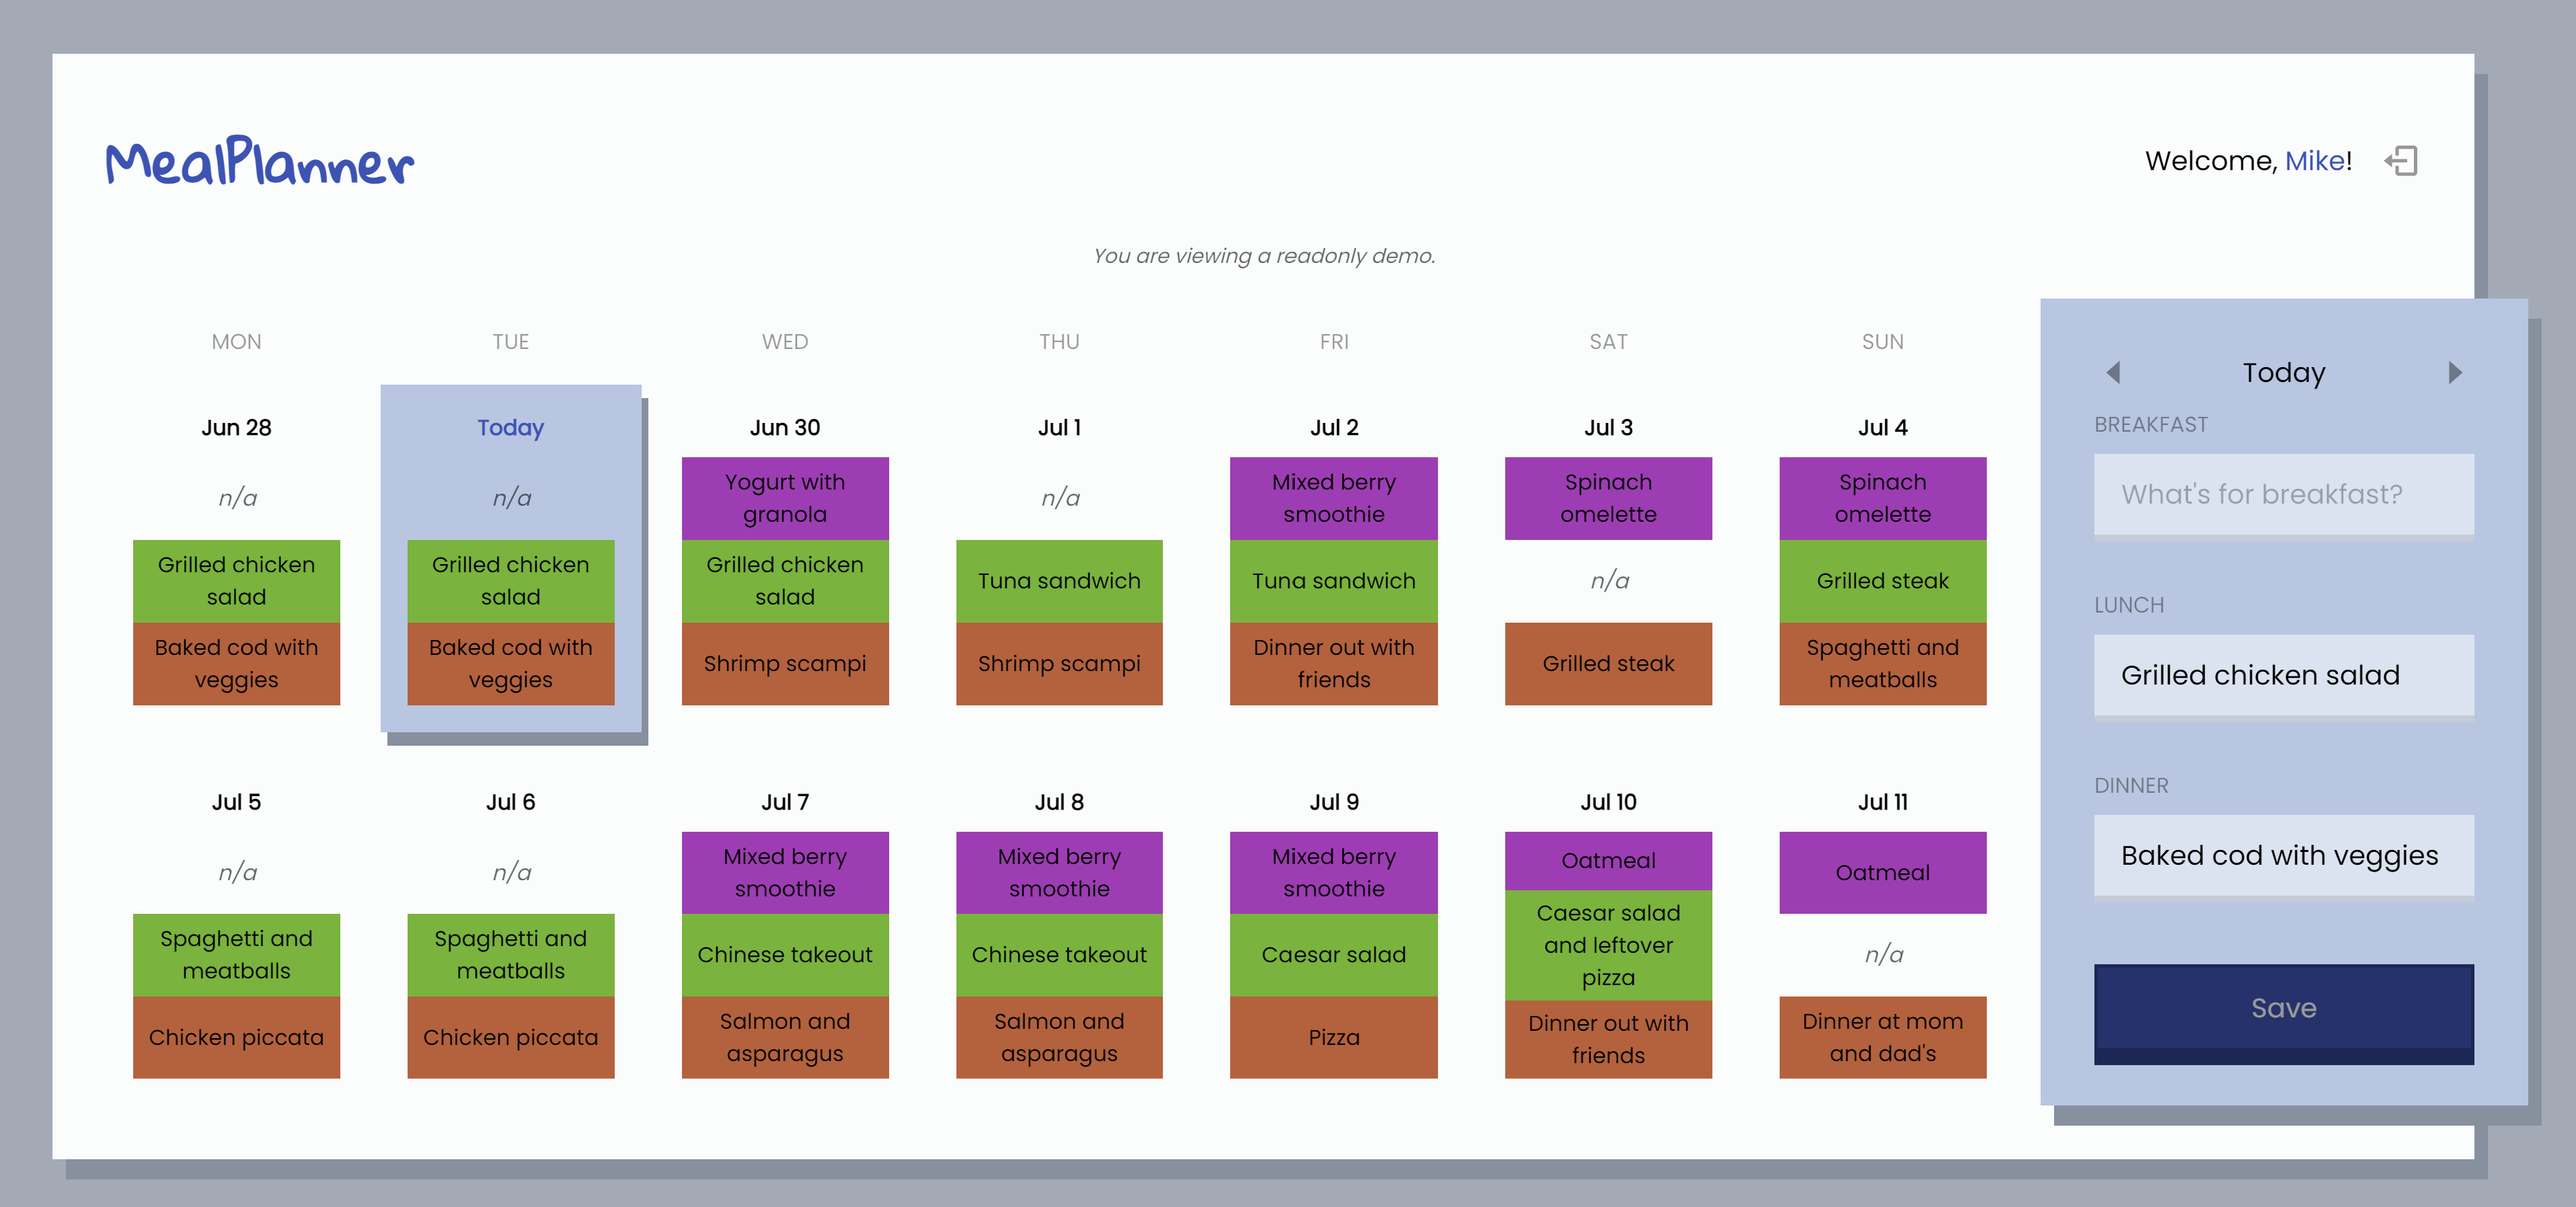 MealPlanner
Welcome, Mike!
You are viewing a readonly demo.
MON TUE WED THU FRI SAT SUN
Jun 28 Today Jun 30 Jul 1 Jul 2 Jul 3 Jul 4
n/a n/a Yogurt with n/a Mixed berry Spinach Spinach
granola smoothie omelette omelette
Grilled chicken Grilled chicken Grilled chicken Tuna sandwich Tuna sandwich n/a Grilled steak
salad salad salad
Baked cod with Baked cod with Shrimp scampi Shrimp scampi Dinner out with Grilled steak Spaghetti and
veggies veggies friends meatballs
Jul 5 Jul 6 Jul 7 Jul 8 Jul 9 Jul 10 Jul 11
n/a n/a Mixed berry Mixed berry Mixed berry Oatmeal Oatmeal
smoothie smoothie smoothie
Spaghetti and Spaghetti and Chinese takeout Chinese takeout Caesar salad Caesar salad n/a
meatballs meatballs and leftover
pizza
Chicken piccata Chicken piccata Salmon and Salmon and Pizza Dinner out with Dinner at mom
asparagus asparagus friends and dad's
Today
BREAKFAST
What's for breakfast?
LUNCH
Grilled chicken salad
DINNER
Baked cod with veggies
Save